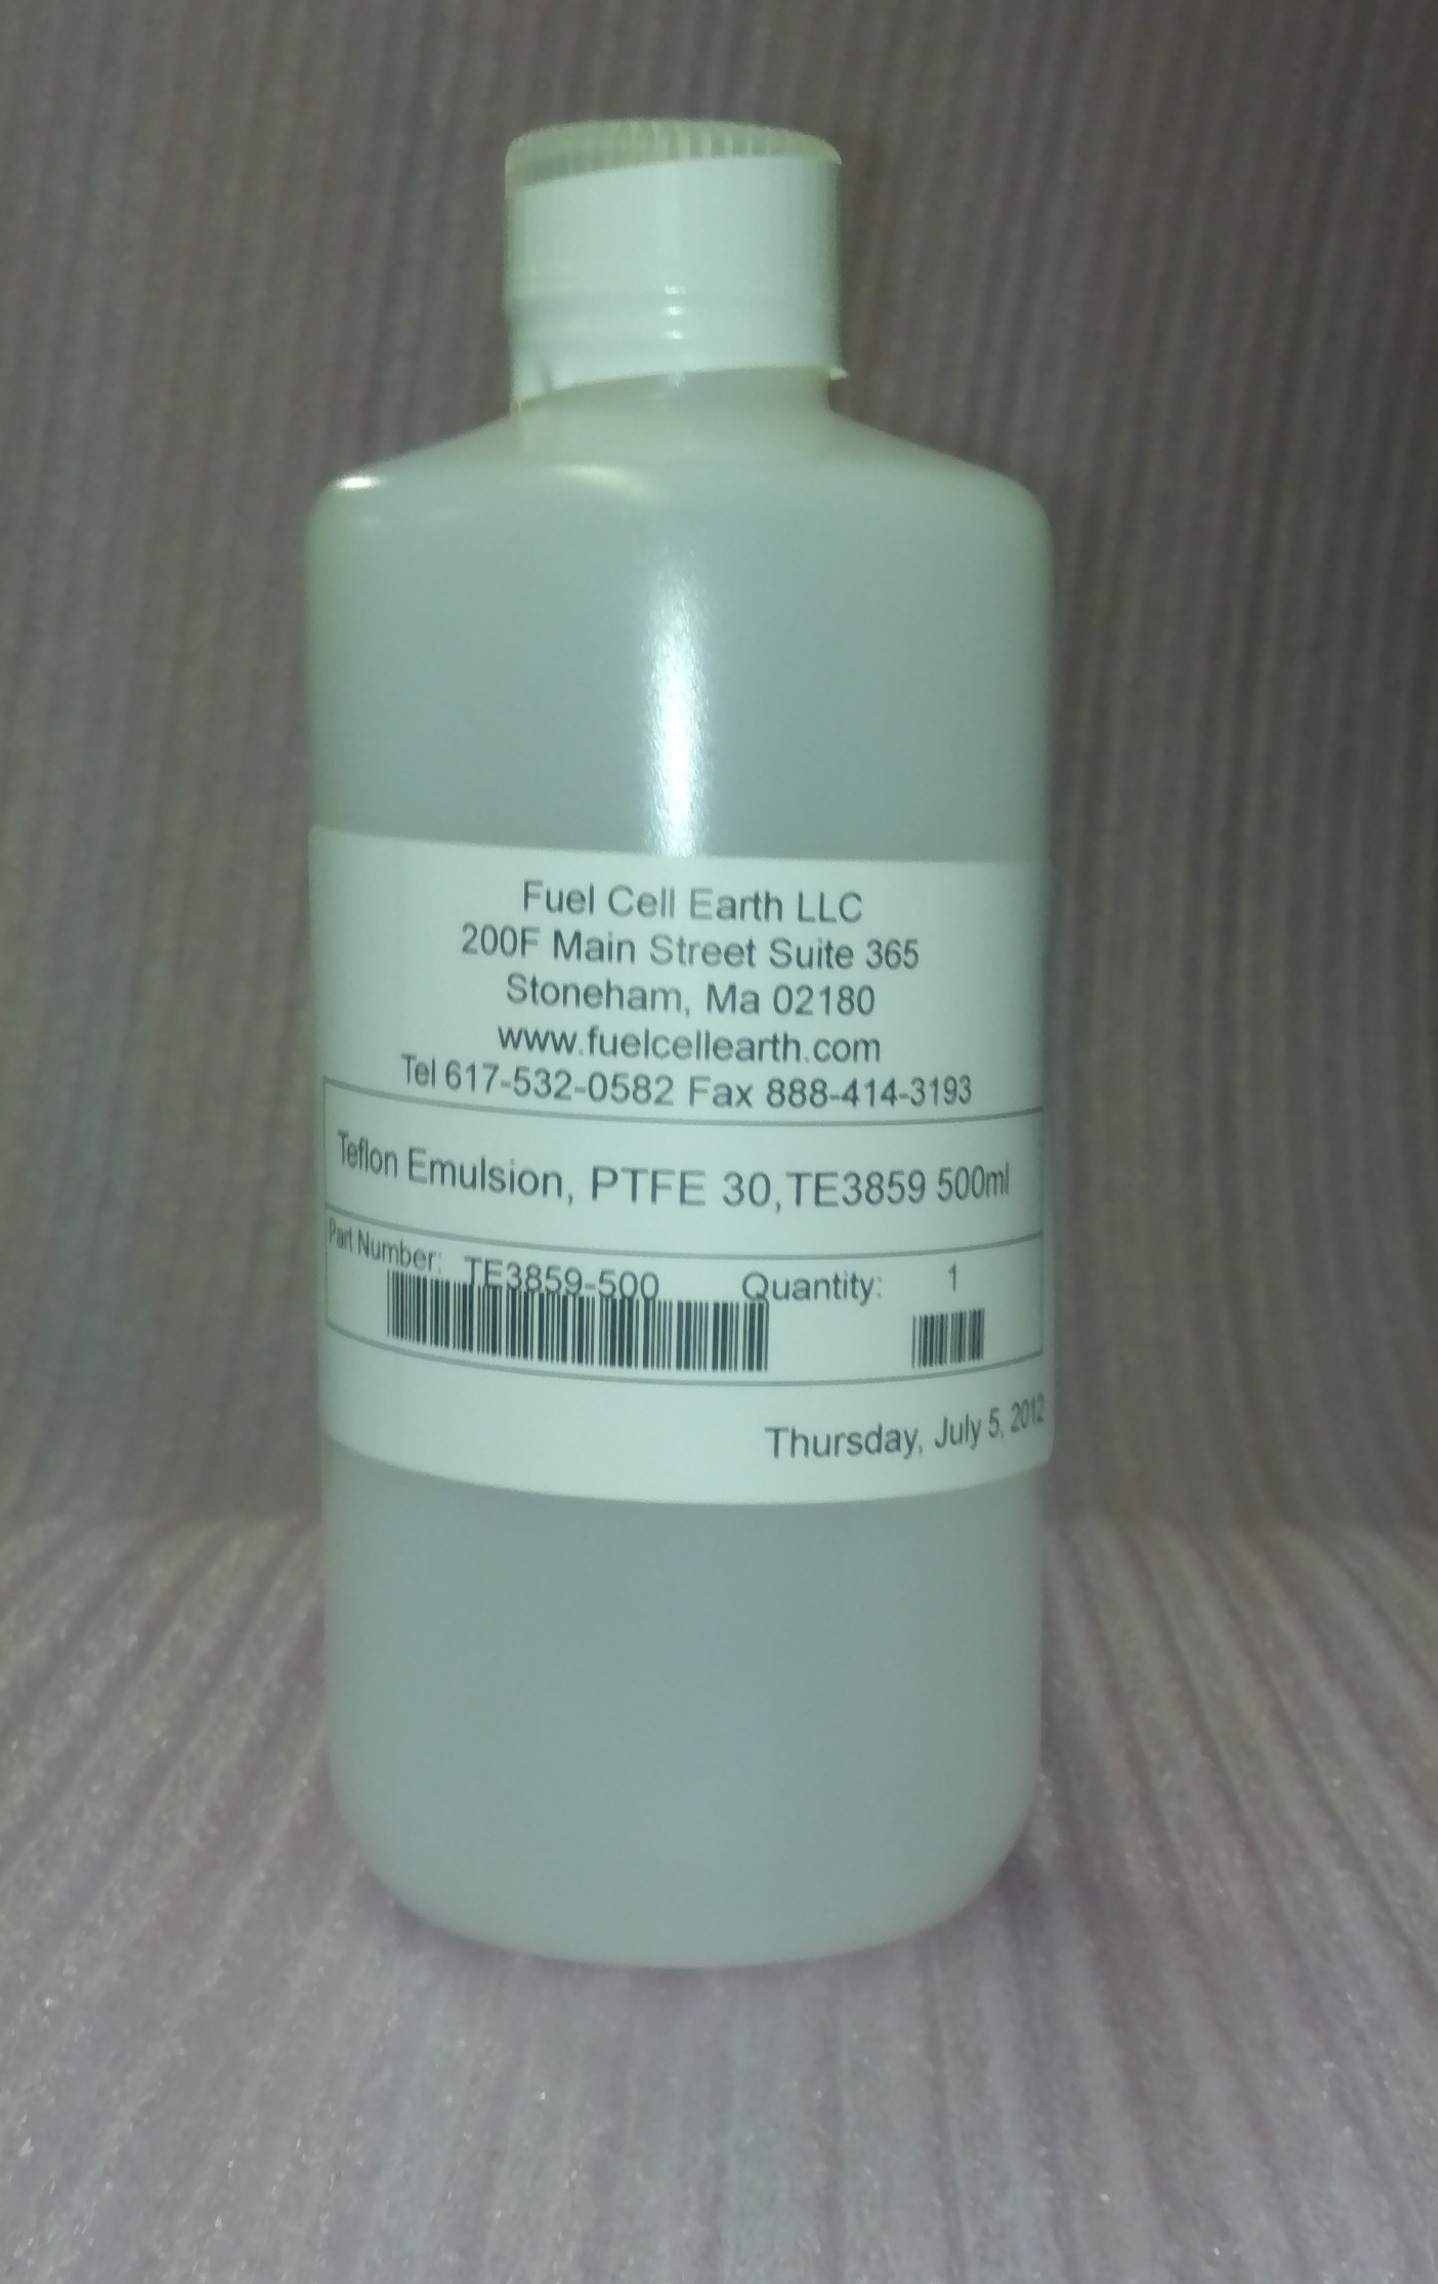 Fuel Cell Earth LLC
200F Main Street Suite 365
Stoneham, Ma 02180
www.fuelcellearth.com
Tel 617-532-0582 Fax 888-414-3193
Teflon Emulsion, PTFE 30,TE3859 500ml
Part Number: TE3859-500 Quantity: 1
Thursday, July 5, 2012